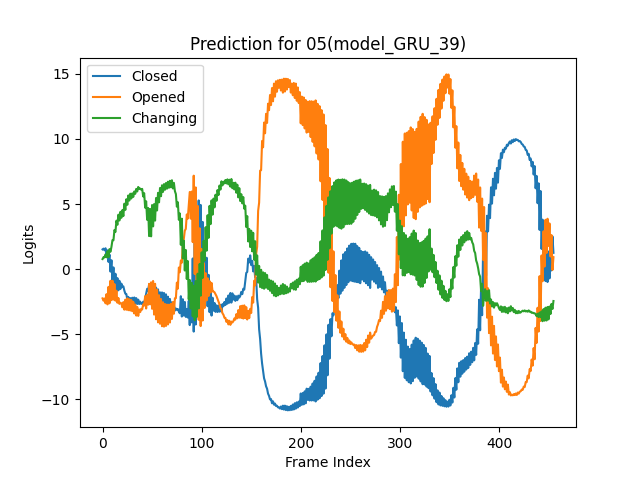 Prediction for 05(model_GRU_39)
Closed
Opened
Changing
15
10
5
0
−5
−10
Logits
0
100
200
300
400
Frame Index